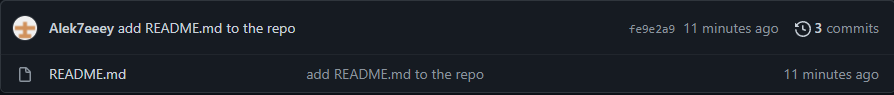 Alek7eeey add README.md to the repo fe9e2a9 11 minutes ago 3 commits
README.md add README.md to the repo 11 minutes ago